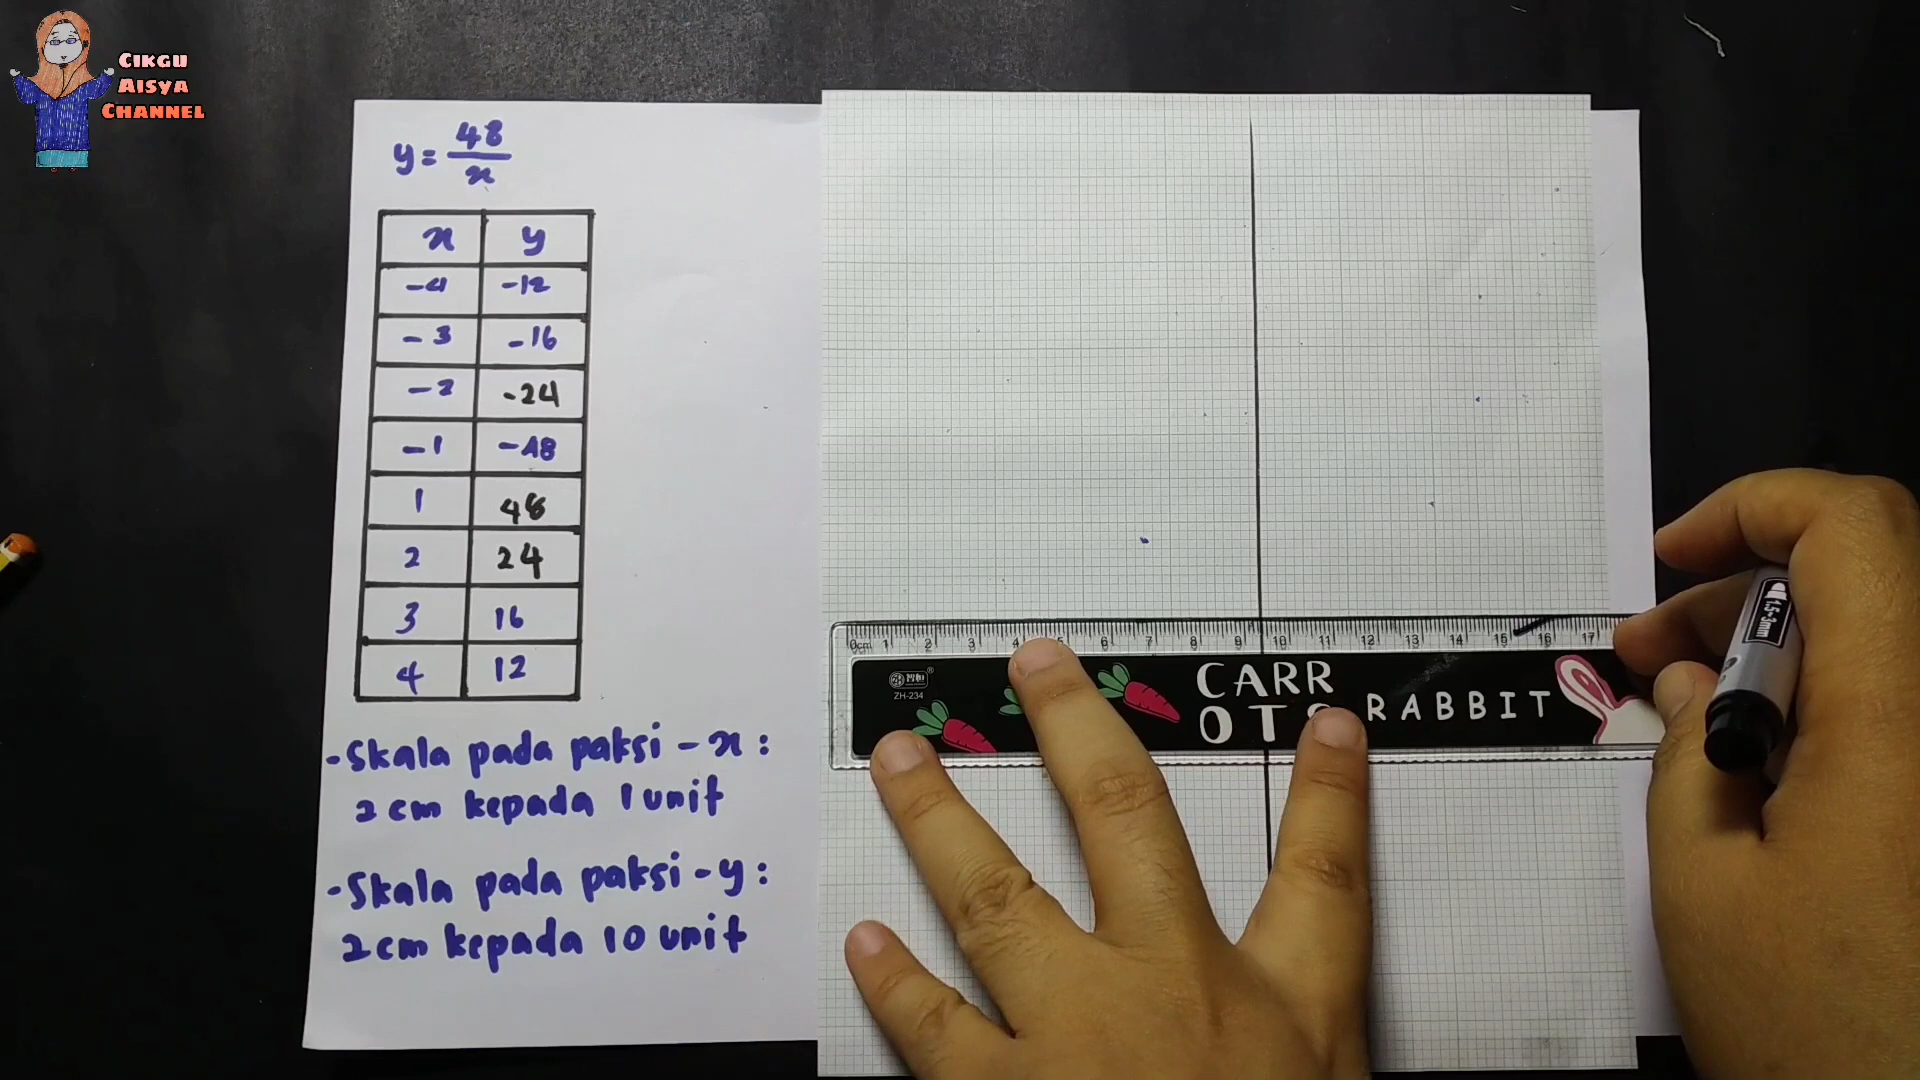 CIKGU
AISYA
CHANNEL
y = 48/x
x y
-4 -12
-3 -16
-2 -24
-1 -48
1 48
2 24
3 16
4 12
- Skala pada paksi - x :
2 cm kepada 1 unit
- Skala pada paksi - y :
2 cm kepada 10 unit
0cm 1 2 3 4 5 6 7 8 9 10 11 12 13 14 15 16 17
ZH-234
CARR
OT
RABBIT
1.5-3mm